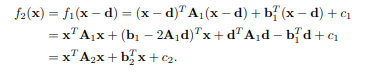 f₂(x) = f₁(x − d) = (x − d)ᵀA₁(x − d) + b₁ᵀ(x − d) + c₁
= xᵀA₁x + (b₁ − 2A₁d)ᵀx + dᵀA₁d − b₁ᵀd + c₁
= xᵀA₂x + b₂ᵀx + c₂.